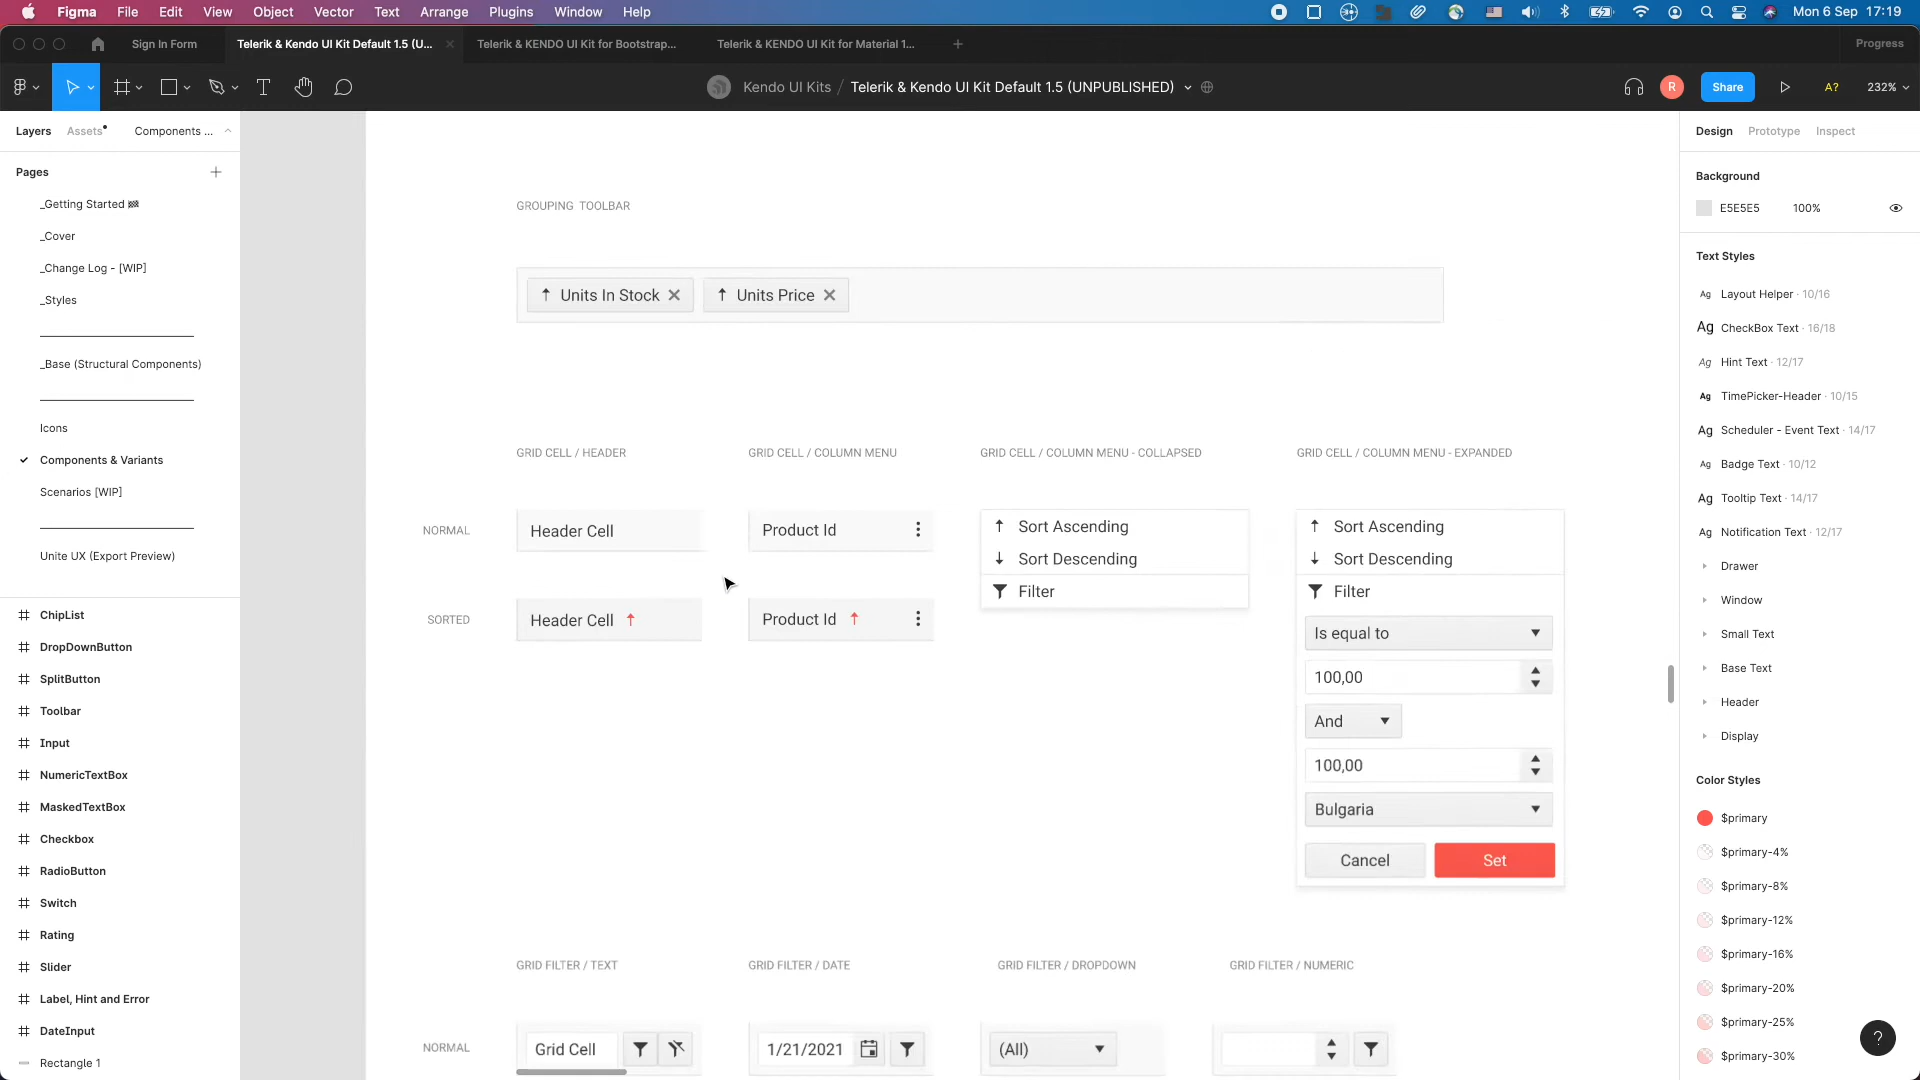 Figma File Edit View Object Vector Text Arrange Plugins Window Help Mon 6 Sep 17:19
Sign In Form Telerik & Kendo UI Kit Default 1.5 (U... Telerik & KENDO UI Kit for Bootstrap... Telerik & KENDO UI Kit for Material 1... Progress
Kendo UI Kits / Telerik & Kendo UI Kit Default 1.5 (UNPUBLISHED) R Share A? 232%
Layers Assets Components ...
Pages
_Getting Started
_Cover
_Change Log - [WIP]
_Styles
_Base (Structural Components)
Icons
Components & Variants
Scenarios [WIP]
Unite UX (Export Preview)
ChipList
DropDownButton
SplitButton
Toolbar
Input
NumericTextBox
MaskedTextBox
Checkbox
RadioButton
Switch
Rating
Slider
Label, Hint and Error
DateInput
Rectangle 1
GROUPING TOOLBAR
Units In Stock Units Price
GRID CELL / HEADER GRID CELL / COLUMN MENU GRID CELL / COLUMN MENU - COLLAPSED GRID CELL / COLUMN MENU - EXPANDED
NORMAL Header Cell Product Id
SORTED Header Cell Product Id
Sort Ascending
Sort Descending
Filter
Sort Ascending
Sort Descending
Filter
Is equal to
100,00
And
100,00
Bulgaria
Cancel Set
GRID FILTER / TEXT GRID FILTER / DATE GRID FILTER / DROPDOWN GRID FILTER / NUMERIC
NORMAL Grid Cell 1/21/2021 (All)
Design Prototype Inspect
Background
E5E5E5 100%
Text Styles
Ag Layout Helper · 10/16
Ag CheckBox Text · 16/18
Ag Hint Text · 12/17
Ag TimePicker-Header · 10/15
Ag Scheduler - Event Text · 14/17
Ag Badge Text · 10/12
Ag Tooltip Text · 14/17
Ag Notification Text · 12/17
Drawer
Window
Small Text
Base Text
Header
Display
Color Styles
$primary
$primary-4%
$primary-8%
$primary-12%
$primary-16%
$primary-20%
$primary-25%
$primary-30%
?